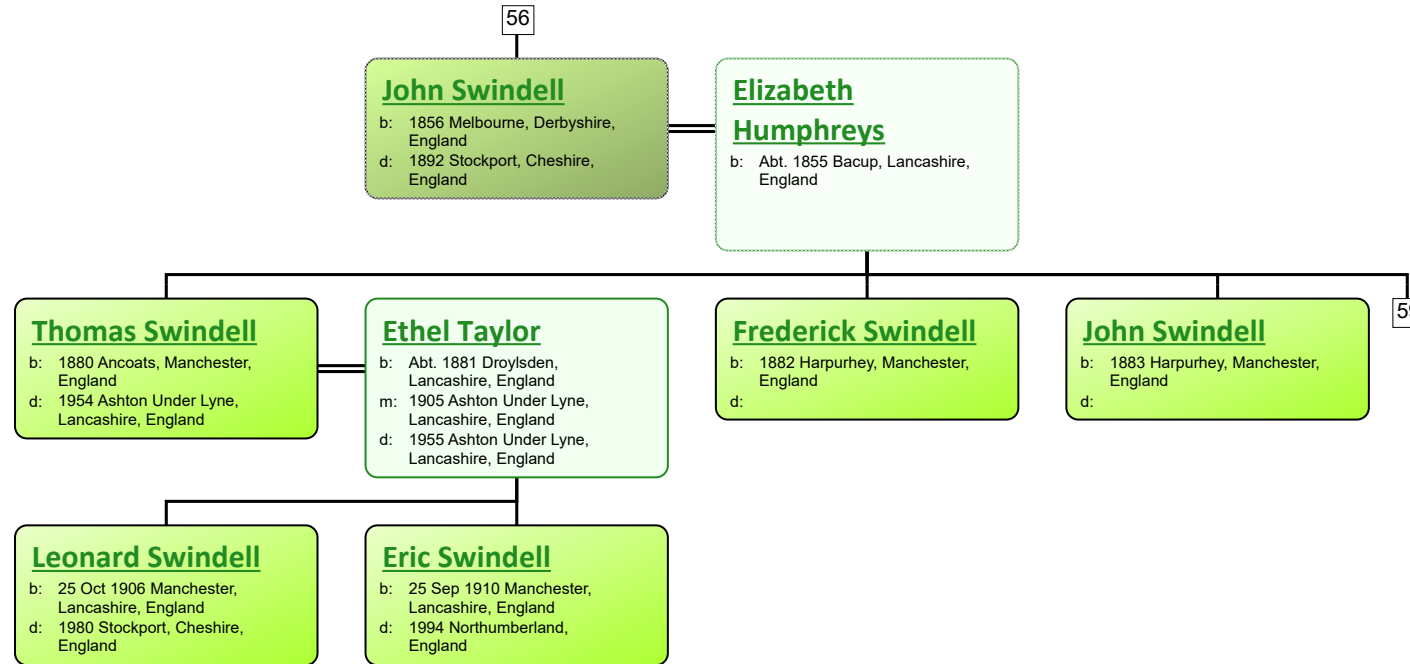 56
John Swindell
b: 1856 Melbourne, Derbyshire,
England
d: 1892 Stockport, Cheshire,
England
Elizabeth
Humphreys
b: Abt. 1855 Bacup, Lancashire,
England
Thomas Swindell
b: 1880 Ancoats, Manchester,
England
d: 1954 Ashton Under Lyne,
Lancashire, England
Ethel Taylor
b: Abt. 1881 Droylsden,
Lancashire, England
m: 1905 Ashton Under Lyne,
Lancashire, England
d: 1955 Ashton Under Lyne,
Lancashire, England
Frederick Swindell
b: 1882 Harpurhey, Manchester,
England
d:
John Swindell
b: 1883 Harpurhey, Manchester,
England
d:
Leonard Swindell
b: 25 Oct 1906 Manchester,
Lancashire, England
d: 1980 Stockport, Cheshire,
England
Eric Swindell
b: 25 Sep 1910 Manchester,
Lancashire, England
d: 1994 Northumberland,
England